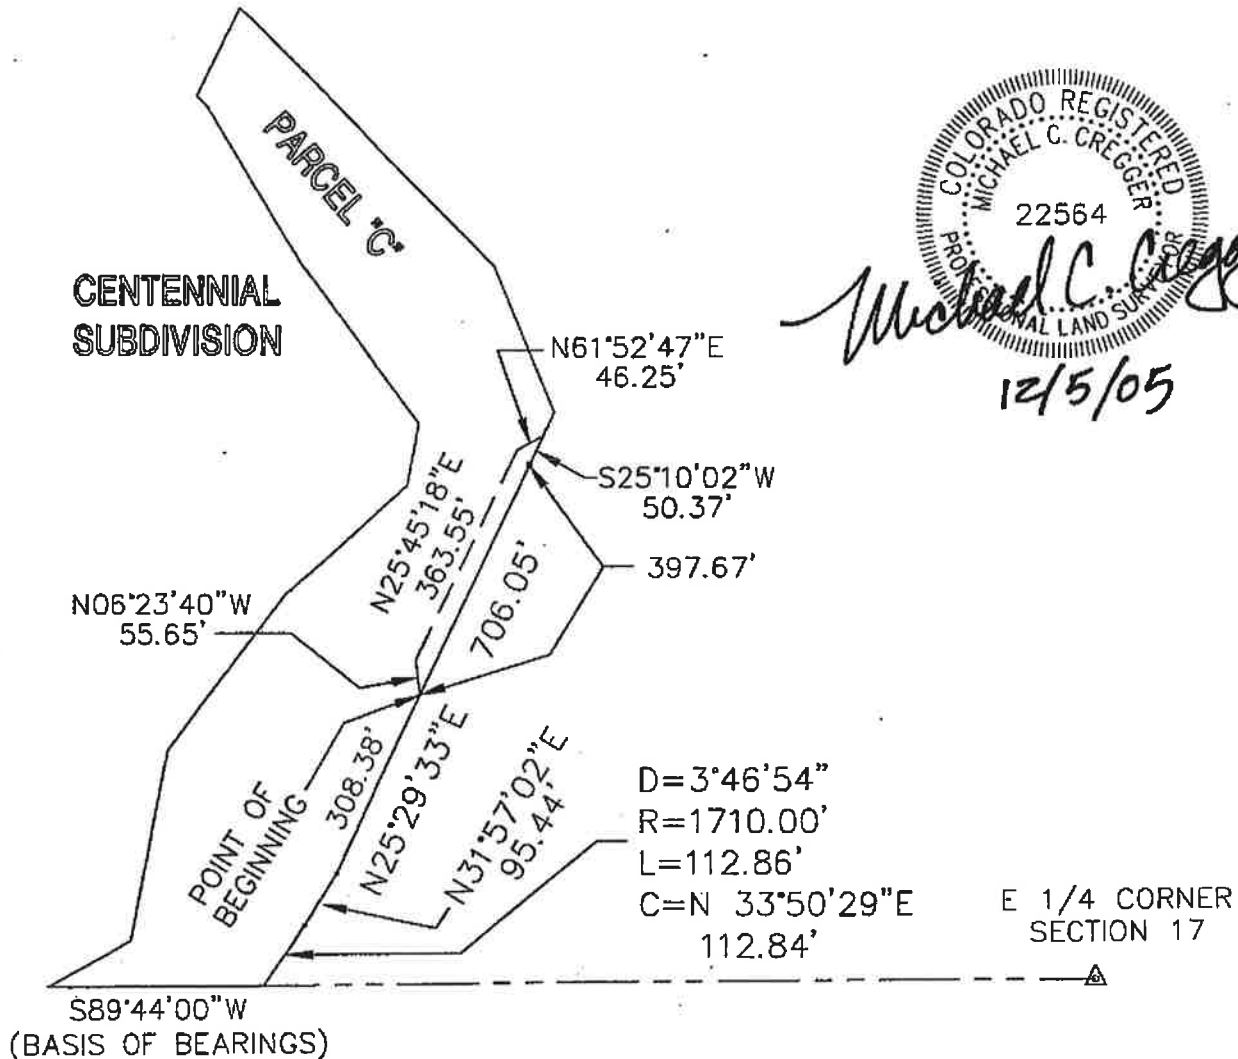 PARCEL "C"
CENTENNIAL
SUBDIVISION
COLORADO REGISTERED
MICHAEL C. CREGGER
22564
PROFESSIONAL LAND SURVEYOR
Michael C. Cregg
12/5/05
N61°52'47"E
46.25'
S25°10'02"W
50.37'
N25°45'18"E
363.55'
397.67'
706.05'
N06°23'40"W
55.65'
POINT OF
BEGINNING
308.38'
N25°29'33"E
N31°57'02"E
95.44'
D=3°46'54"
R=1710.00'
L=112.86'
C=N 33°50'29"E
112.84'
E 1/4 CORNER
SECTION 17
S89°44'00"W
(BASIS OF BEARINGS)